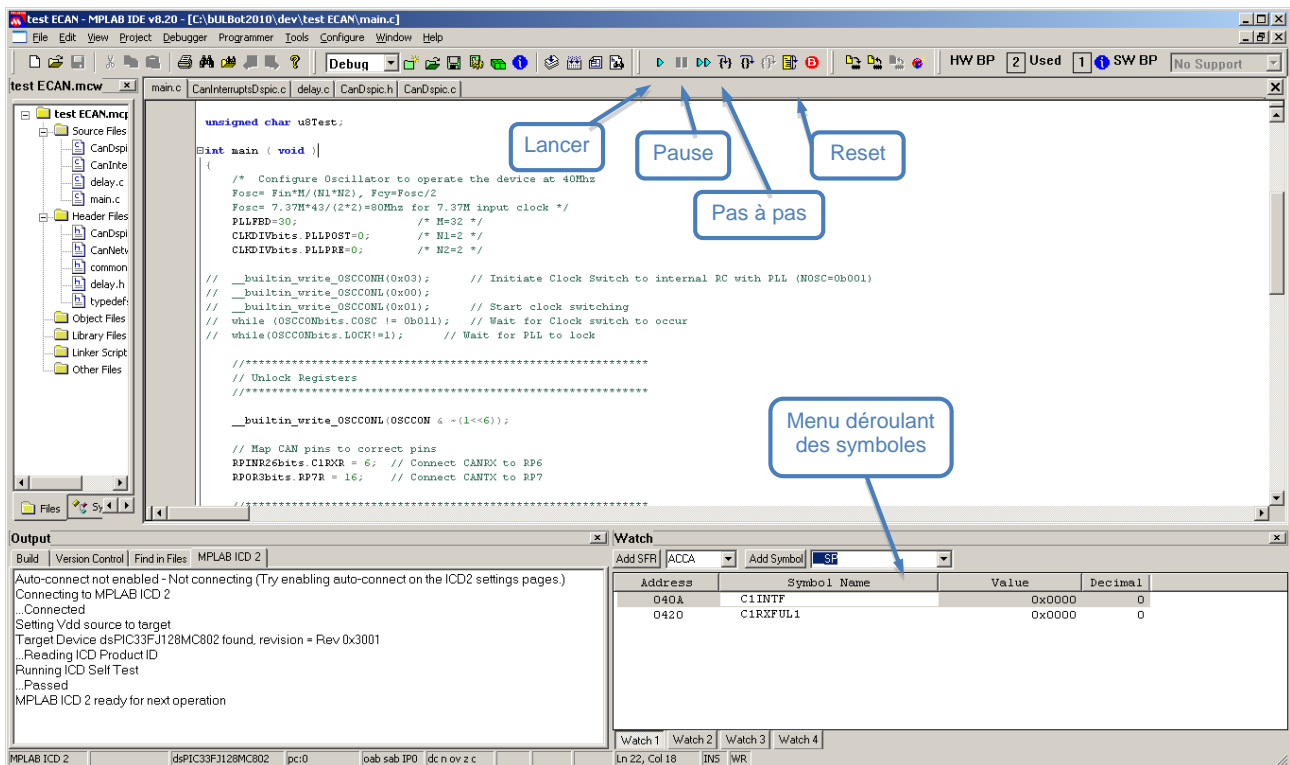 test ECAN - MPLAB IDE v8.20 - [C:\bULBot2010\dev\test ECAN\main.c]
File Edit View Project Debugger Programmer Tools Configure Window Help
Debug HW BP 2 Used 1 SW BP No Support
test ECAN.mcw
main.c CanInterruptsDspic.c delay.c CanDspic.h CanDspic.c
test ECAN.mcp
Source Files
CanDspi
CanInte
delay.c
main.c
Header Files
CanDspi
CanNetw
common
delay.h
typedefs
Object Files
Library Files
Linker Script
Other Files
Files Sy
unsigned char u8Test;
int main ( void )
{
/* Configure Oscillator to operate the device at 40Mhz
Fosc= Fin*M/(N1*N2), Fcy=Fosc/2
Fosc= 7.37M*43/(2*2)=80Mhz for 7.37M input clock */
PLLFBD=30; /* M=32 */
CLKDIVbits.PLLPOST=0; /* N1=2 */
CLKDIVbits.PLLPRE=0; /* N2=2 */
// __builtin_write_OSCCONH(0x03); // Initiate Clock Switch to internal RC with PLL (NOSC=0b001)
// __builtin_write_OSCCONL(0x00);
// __builtin_write_OSCCONL(0x01); // Start clock switching
// while (OSCCONbits.COSC != 0b011); // Wait for Clock switch to occur
// while(OSCCONbits.LOCK!=1); // Wait for PLL to lock
//************************************************************
// Unlock Registers
//************************************************************
__builtin_write_OSCCONL(OSCCON & ~(1<<6));
// Map CAN pins to correct pins
RPINR26bits.C1RXR = 6; // Connect CANRX to RP6
RPOR3bits.RP7R = 16; // Connect CANTX to RP7
//************************************************************
Lancer
Pause
Pas à pas
Reset
Menu déroulant
des symboles
Output
Build Version Control Find in Files MPLAB ICD 2
Auto-connect not enabled - Not connecting (Try enabling auto-connect on the ICD2 settings pages.)
Connecting to MPLAB ICD 2
...Connected
Setting Vdd source to target
Target Device dsPIC33FJ128MC802 found, revision = Rev 0x3001
...Reading ICD Product ID
Running ICD Self Test
...Passed
MPLAB ICD 2 ready for next operation
Watch
Add SFR ACCA Add Symbol _SP
Address Symbol Name Value Decimal
040A C1INTF 0x0000 0
0420 C1RXFUL1 0x0000 0
Watch 1 Watch 2 Watch 3 Watch 4
MPLAB ICD 2 dsPIC33FJ128MC802 pc:0 oab sab IP0 dc n ov z c Ln 22, Col 18 INS WR